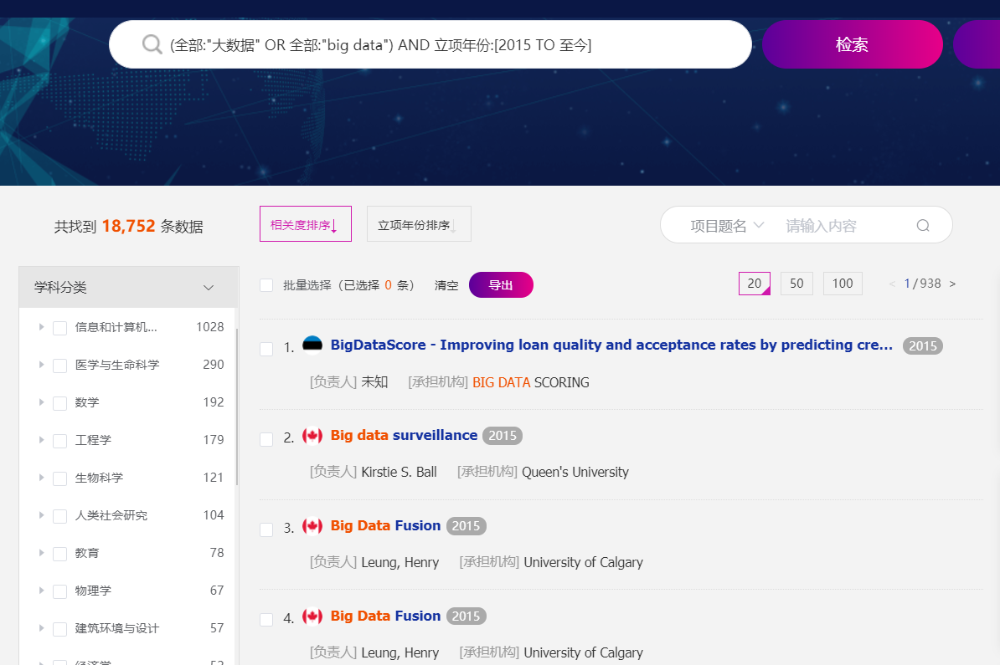 (全部:"大数据" OR 全部:"big data") AND 立项年份:[2015 TO 至今]
检索
共找到 18,752 条数据
相关度排序↓
立项年份排序↓
项目题名
请输入内容
学科分类
信息和计算机... 1028
医学与生命科学 290
数学 192
工程学 179
生物科学 121
人类社会研究 104
教育 78
物理学 67
建筑环境与设计 57
批量选择（已选择 0 条） 清空 导出
20 50 100 < 1/938 >
1. BigDataScore - Improving loan quality and acceptance rates by predicting cre... 2015
[负责人] 未知 [承担机构] BIG DATA SCORING
2. Big data surveillance 2015
[负责人] Kirstie S. Ball [承担机构] Queen's University
3. Big Data Fusion 2015
[负责人] Leung, Henry [承担机构] University of Calgary
4. Big Data Fusion 2015
[负责人] Leung, Henry [承担机构] University of Calgary